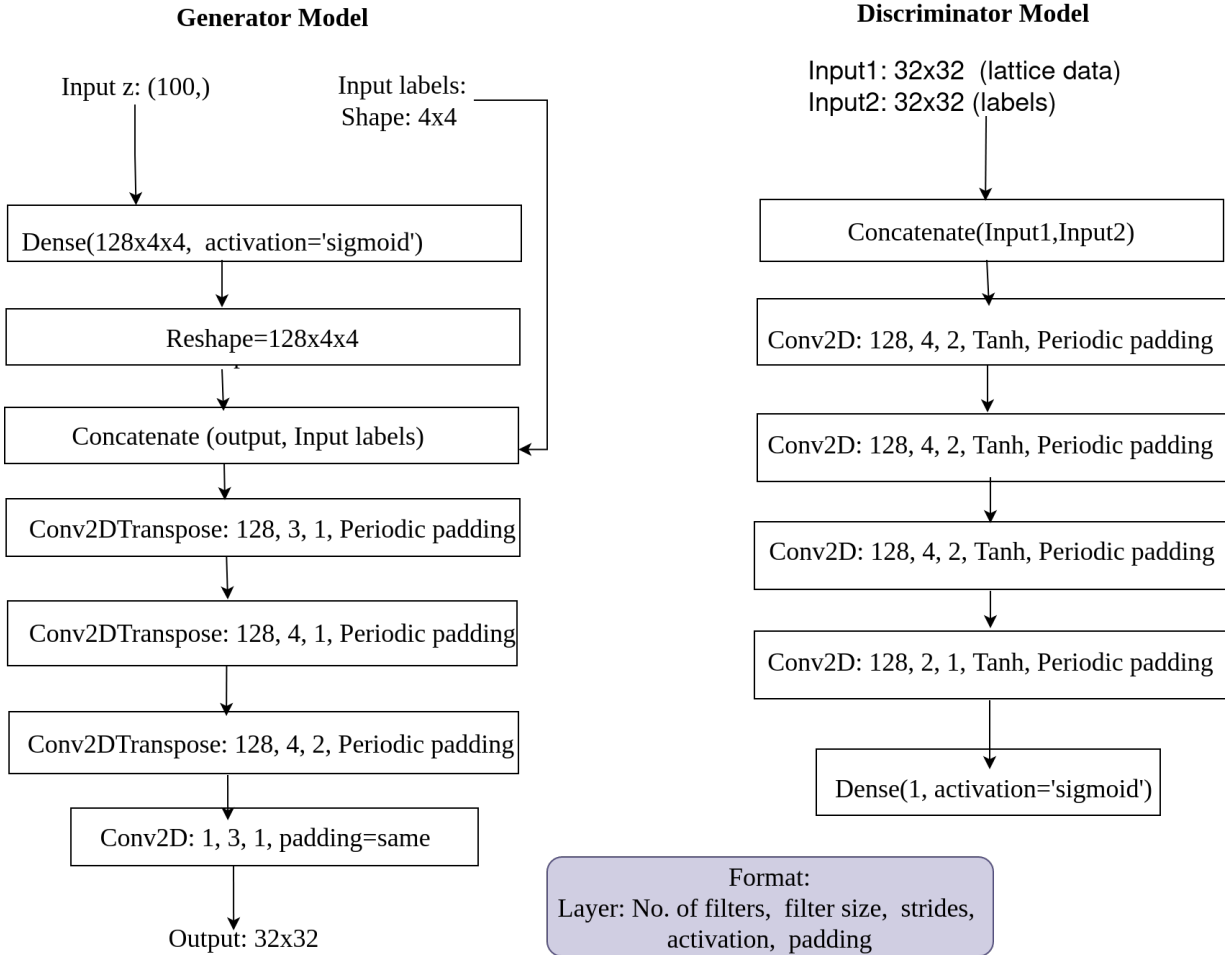 Generator Model
Input z: (100,)
Input labels:
Shape: 4x4
Dense(128x4x4, activation='sigmoid')
Reshape=128x4x4
Concatenate (output, Input labels)
Conv2DTranspose: 128, 3, 1, Periodic padding
Conv2DTranspose: 128, 4, 1, Periodic padding
Conv2DTranspose: 128, 4, 2, Periodic padding
Conv2D: 1, 3, 1, padding=same
Output: 32x32
Discriminator Model
Input1: 32x32 (lattice data)
Input2: 32x32 (labels)
Concatenate(Input1,Input2)
Conv2D: 128, 4, 2, Tanh, Periodic padding
Conv2D: 128, 4, 2, Tanh, Periodic padding
Conv2D: 128, 4, 2, Tanh, Periodic padding
Conv2D: 128, 2, 1, Tanh, Periodic padding
Dense(1, activation='sigmoid')
Format:
Layer: No. of filters, filter size, strides,
activation, padding